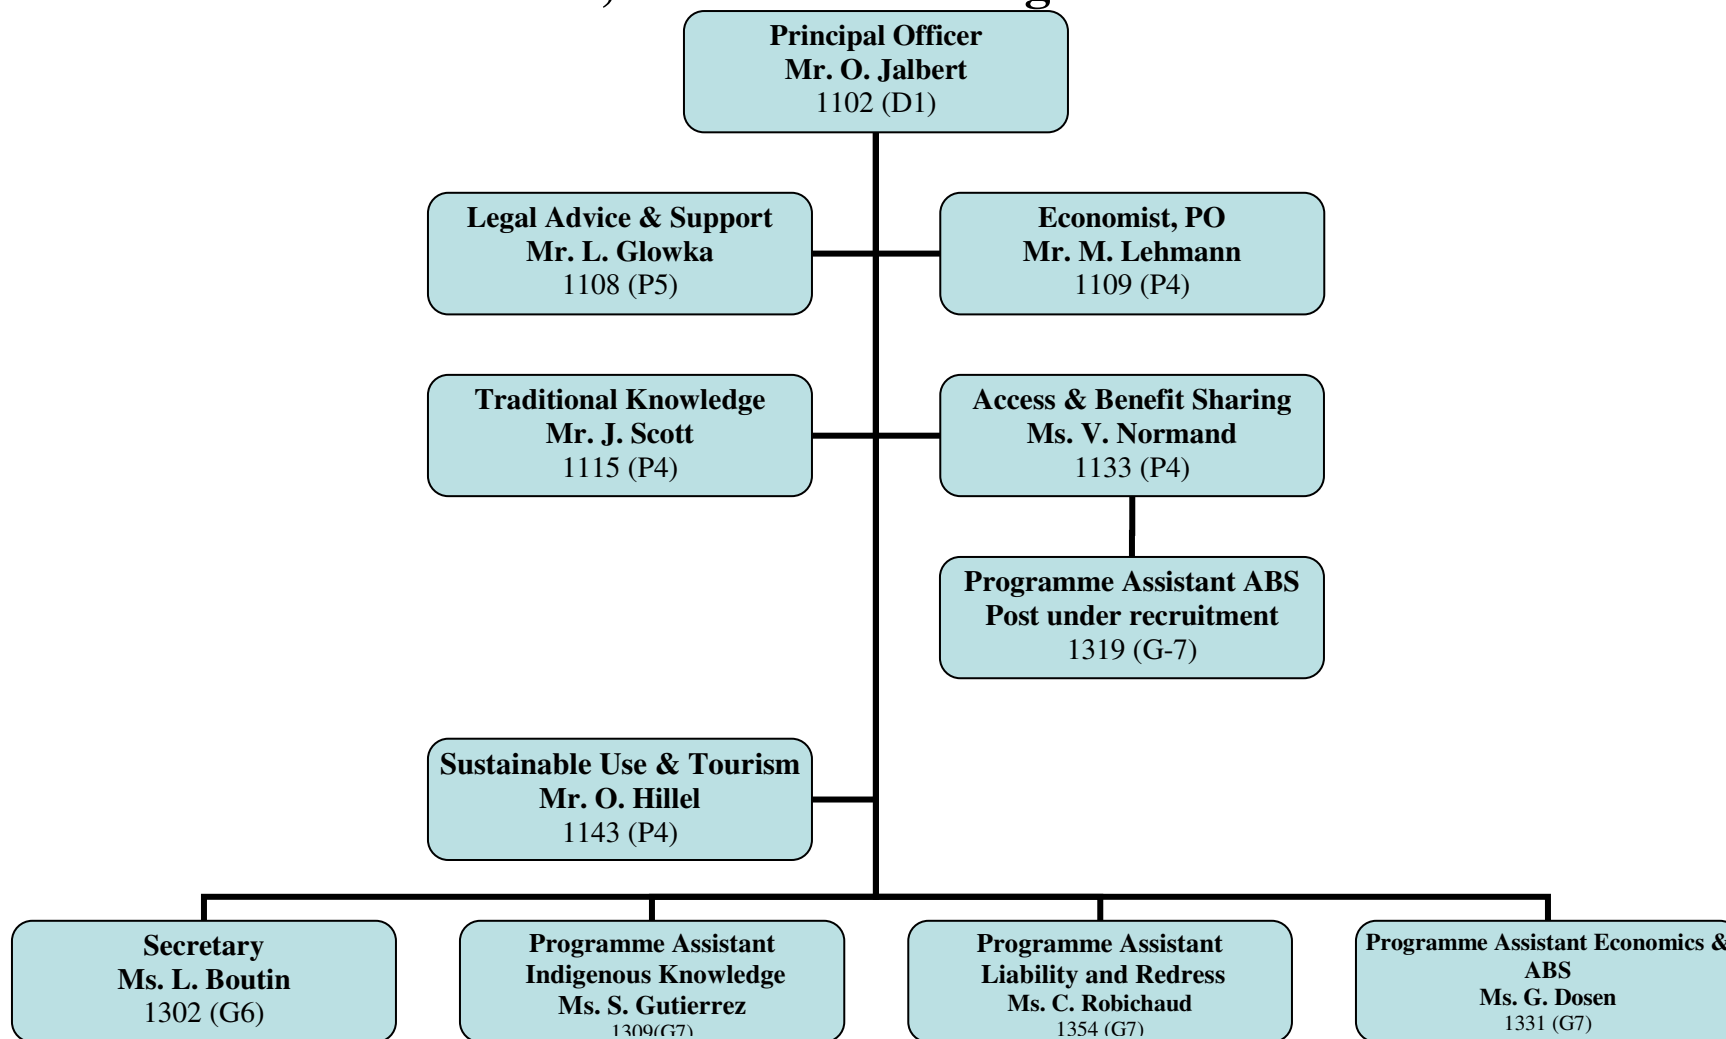 Principal Officer
Mr. O. Jalbert
1102 (D1)
Legal Advice & Support
Mr. L. Glowka
1108 (P5)
Economist, PO
Mr. M. Lehmann
1109 (P4)
Traditional Knowledge
Mr. J. Scott
1115 (P4)
Access & Benefit Sharing
Ms. V. Normand
1133 (P4)
Programme Assistant ABS
Post under recruitment
1319 (G-7)
Sustainable Use & Tourism
Mr. O. Hillel
1143 (P4)
Secretary
Ms. L. Boutin
1302 (G6)
Programme Assistant
Indigenous Knowledge
Ms. S. Gutierrez
1309(G7)
Programme Assistant
Liability and Redress
Ms. C. Robichaud
1354 (G7)
Programme Assistant Economics &
ABS
Ms. G. Dosen
1331 (G7)